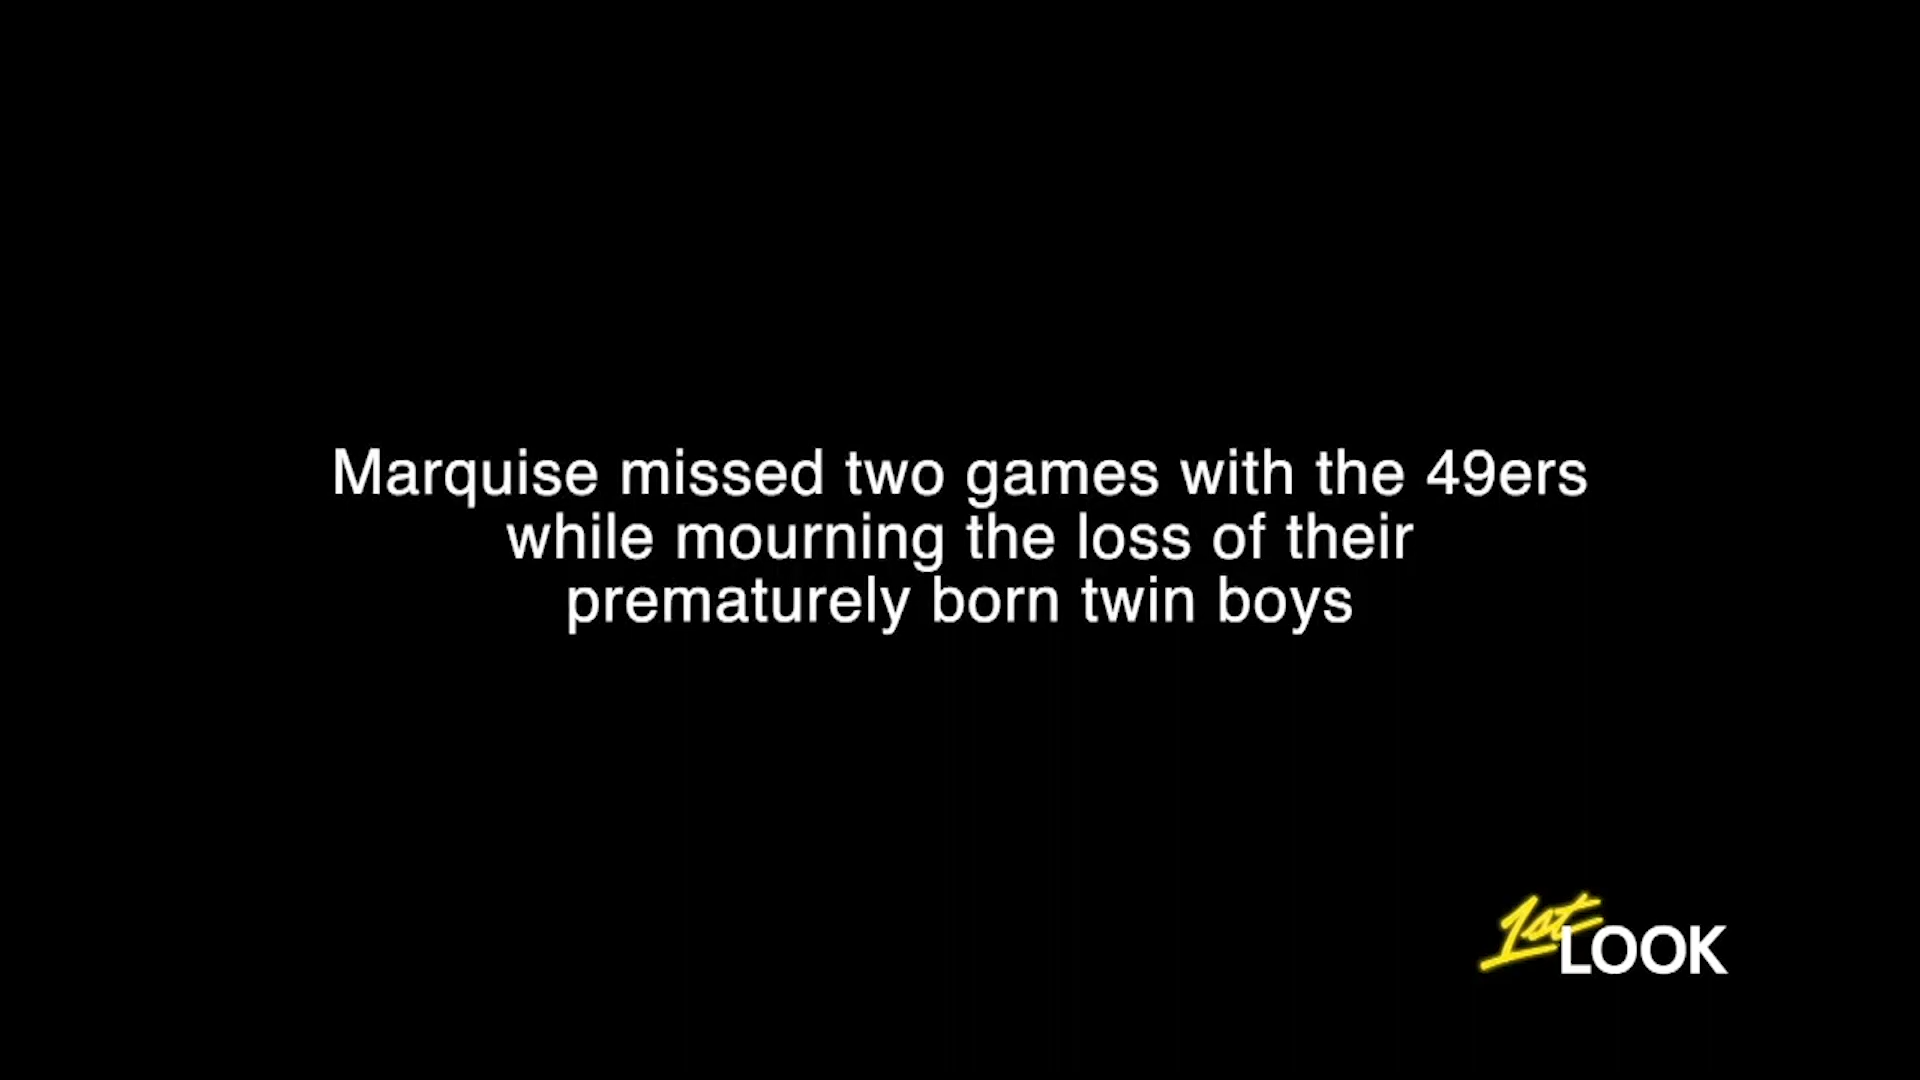 Marquise missed two games with the 49ers
while mourning the loss of their
prematurely born twin boys
1st LOOK